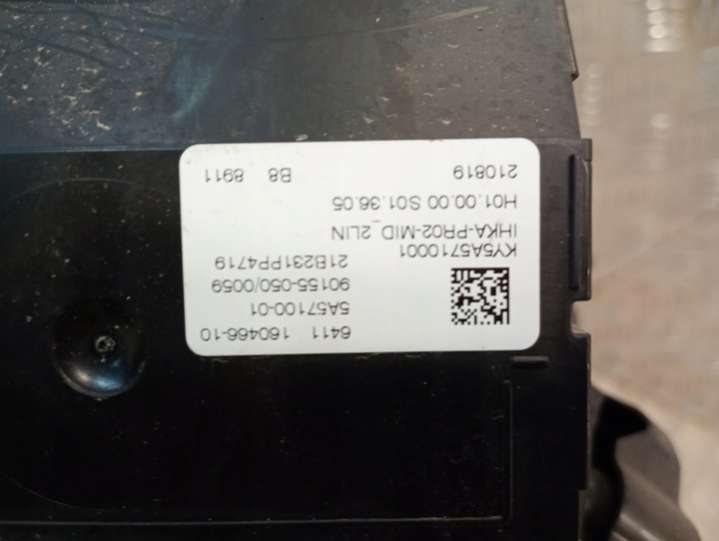 6411 160466-10
5A57100-01
90155-050/0059
21B231PP4719
KY5A5710001
IHKA-PR02-MID_2LIN
H01.00.00 S01.36.05
210819 B8 8911